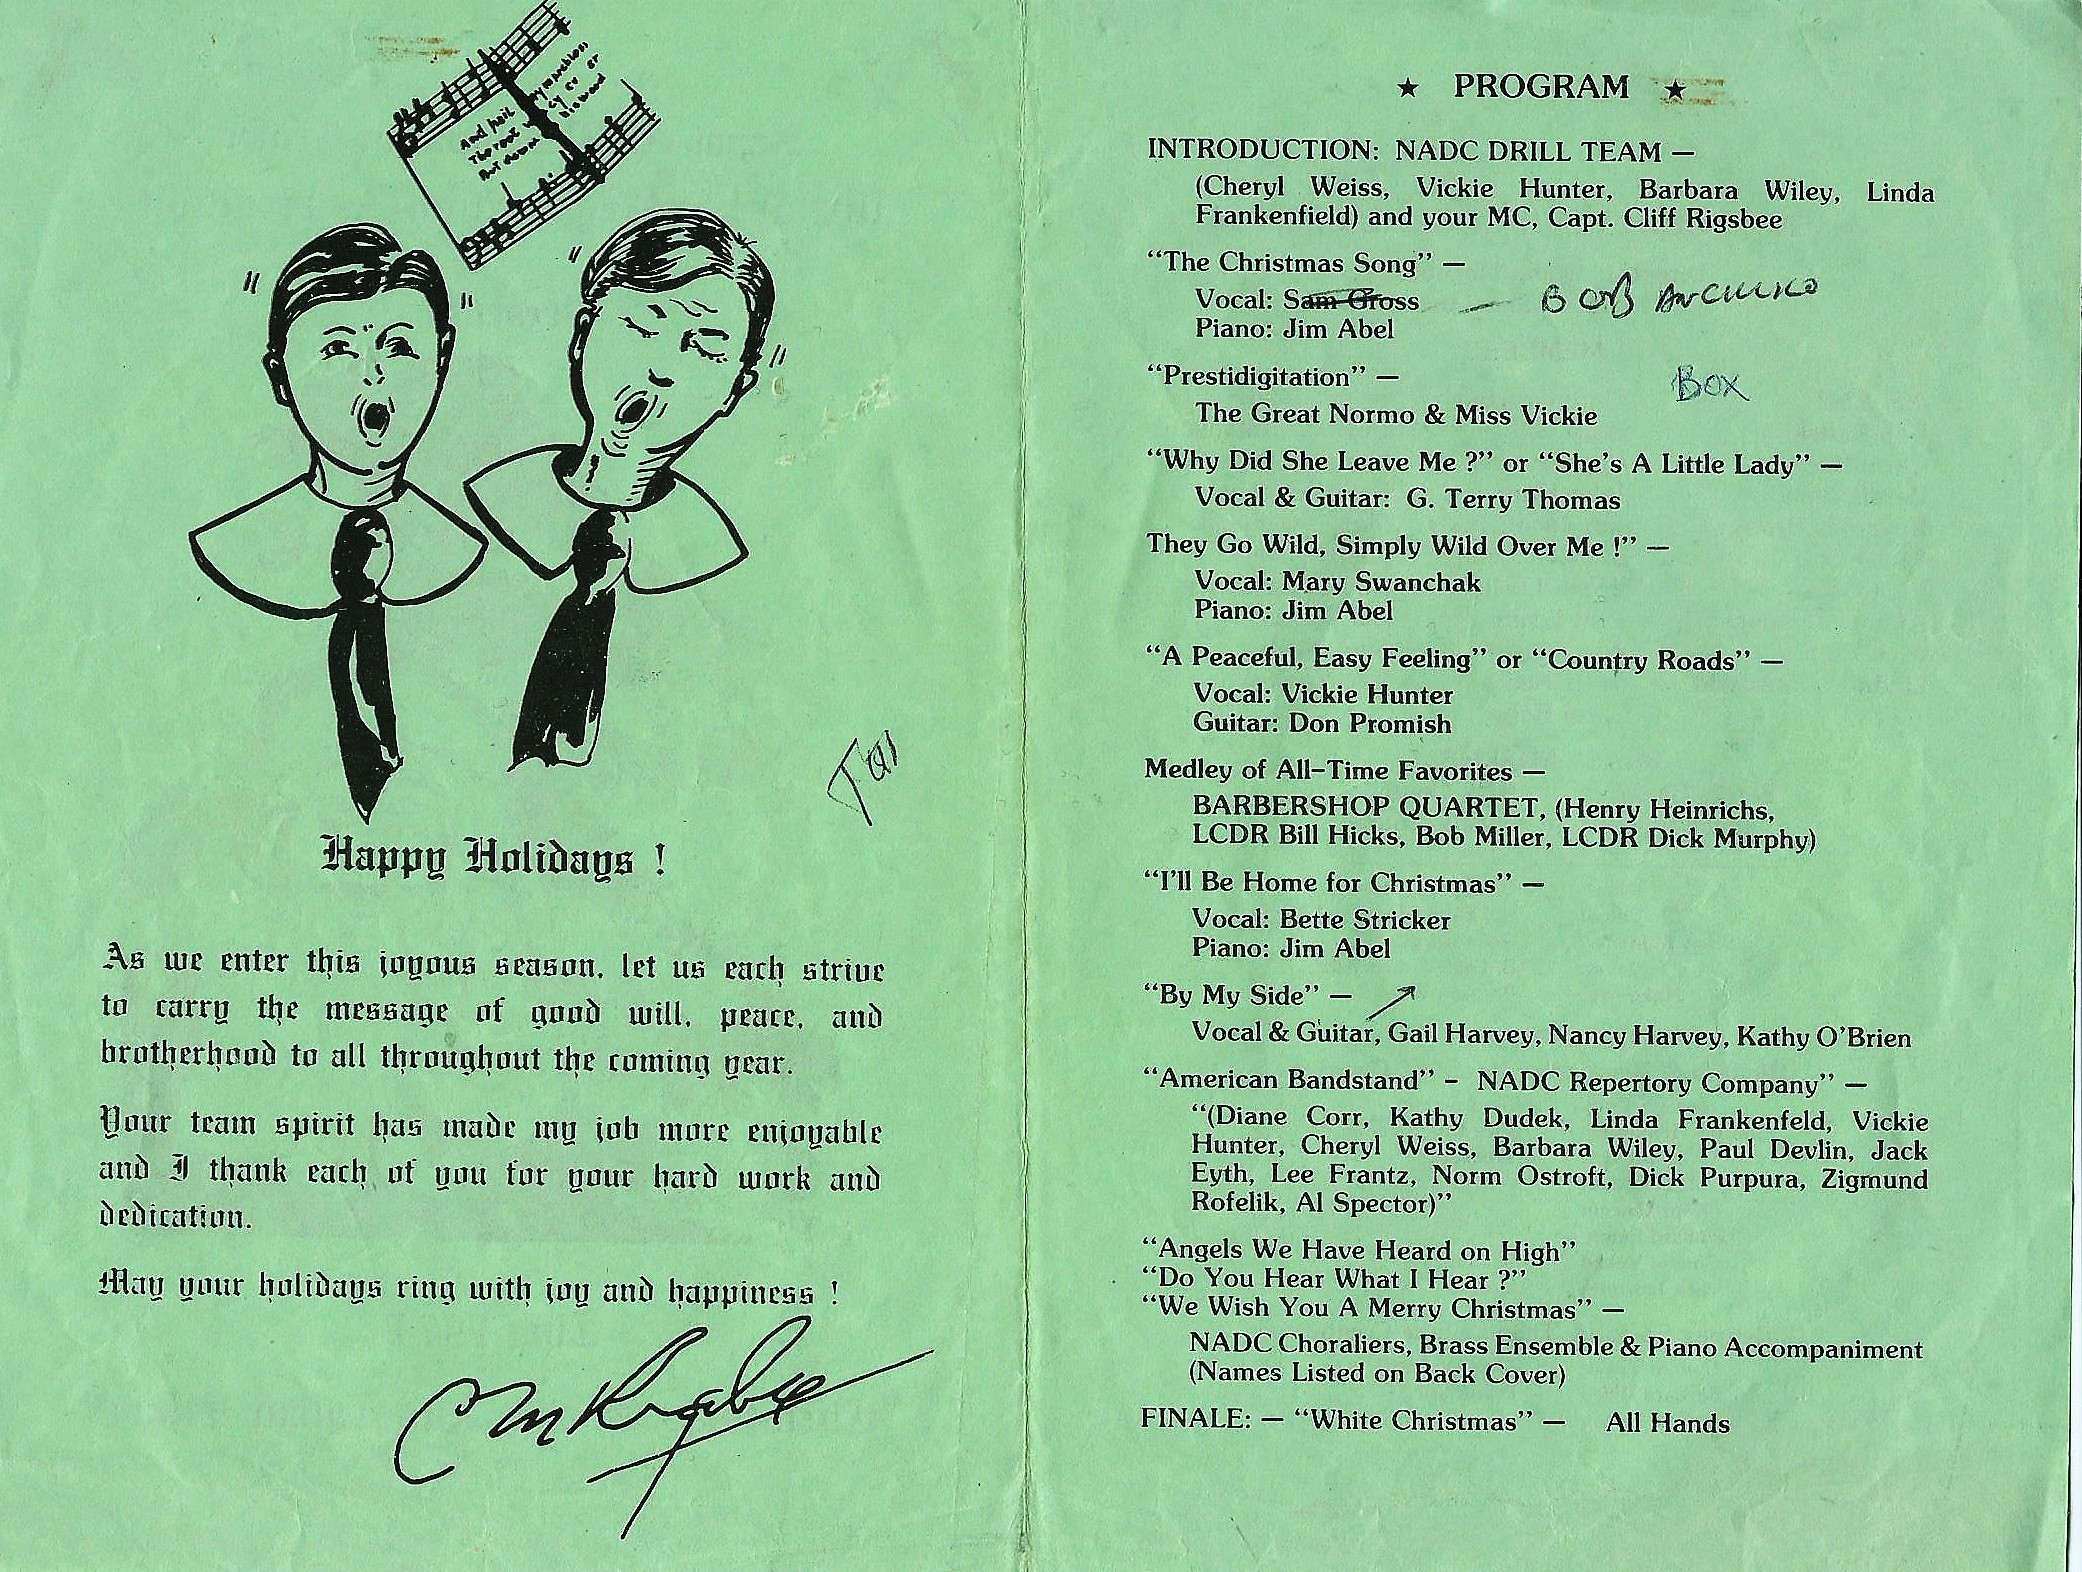 And
The
put down
Happy Holidays !
As we enter this joyous season, let us each strive
to carry the message of good will, peace, and
brotherhood to all throughout the coming year.
Your team spirit has made my job more enjoyable
and I thank each of you for your hard work and
dedication.
May your holidays ring with joy and happiness !
★ PROGRAM ★
INTRODUCTION: NADC DRILL TEAM —
(Cheryl Weiss, Vickie Hunter, Barbara Wiley, Linda
Frankenfield) and your MC, Capt. Cliff Rigsbee
“The Christmas Song” —
Vocal: Sam Gross — BOB
Piano: Jim Abel
“Prestidigitation” — Box
The Great Normo & Miss Vickie
“Why Did She Leave Me ?” or “She’s A Little Lady” —
Vocal & Guitar: G. Terry Thomas
They Go Wild, Simply Wild Over Me !” —
Vocal: Mary Swanchak
Piano: Jim Abel
“A Peaceful, Easy Feeling” or “Country Roads” —
Vocal: Vickie Hunter
Guitar: Don Promish
Medley of All-Time Favorites —
BARBERSHOP QUARTET, (Henry Heinrichs,
LCDR Bill Hicks, Bob Miller, LCDR Dick Murphy)
“I’ll Be Home for Christmas” —
Vocal: Bette Stricker
Piano: Jim Abel
“By My Side” —
Vocal & Guitar, Gail Harvey, Nancy Harvey, Kathy O’Brien
“American Bandstand” - NADC Repertory Company” —
“(Diane Corr, Kathy Dudek, Linda Frankenfeld, Vickie
Hunter, Cheryl Weiss, Barbara Wiley, Paul Devlin, Jack
Eyth, Lee Frantz, Norm Ostroft, Dick Purpura, Zigmund
Rofelik, Al Spector)”
“Angels We Have Heard on High”
“Do You Hear What I Hear ?”
“We Wish You A Merry Christmas” —
NADC Choraliers, Brass Ensemble & Piano Accompaniment
(Names Listed on Back Cover)
FINALE: — “White Christmas” — All Hands